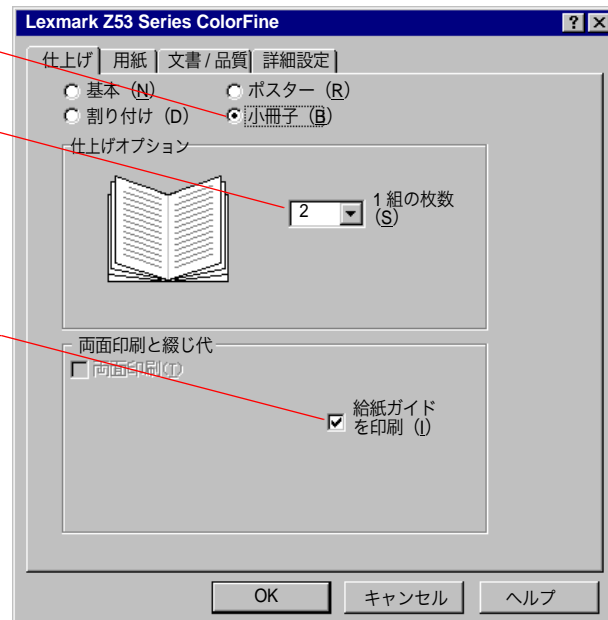 Lexmark Z53 Series ColorFine
仕上げ 用紙 文書/品質 詳細設定
基本 (N) ポスター (R)
割り付け (D) 小冊子 (B)
仕上げオプション
2 1組の枚数
(S)
両面印刷と綴じ代
両面印刷(T)
給紙ガイド
を印刷 (I)
OK キャンセル ヘルプ